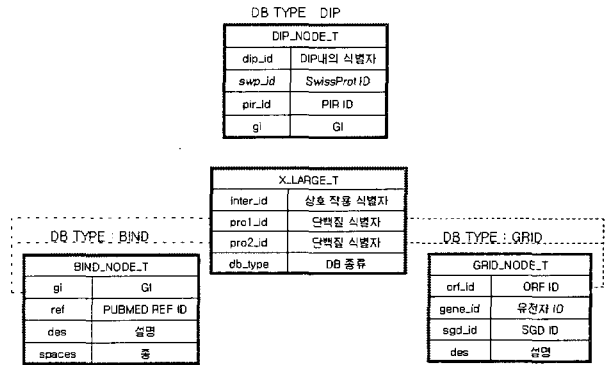 DB TYPE DIP
DIP_NODE_T
dip_id DIP내의 식별자
swp_id SwissProt ID
pir_id PIR ID
gi GI
X_LARGE_T
inter_id 상호 작용 식별자
pro1_id 단백질 식별자
pro2_id 단백질 식별자
db_type DB 종류
DB TYPE : BIND
BIND_NODE_T
gi GI
ref PUBMED REF ID
des 설명
spaces 종
DB TYPE : GRID
GRID_NODE_T
orf_id ORF ID
gene_id 유전자 ID
sgd_id SGD ID
des 설명